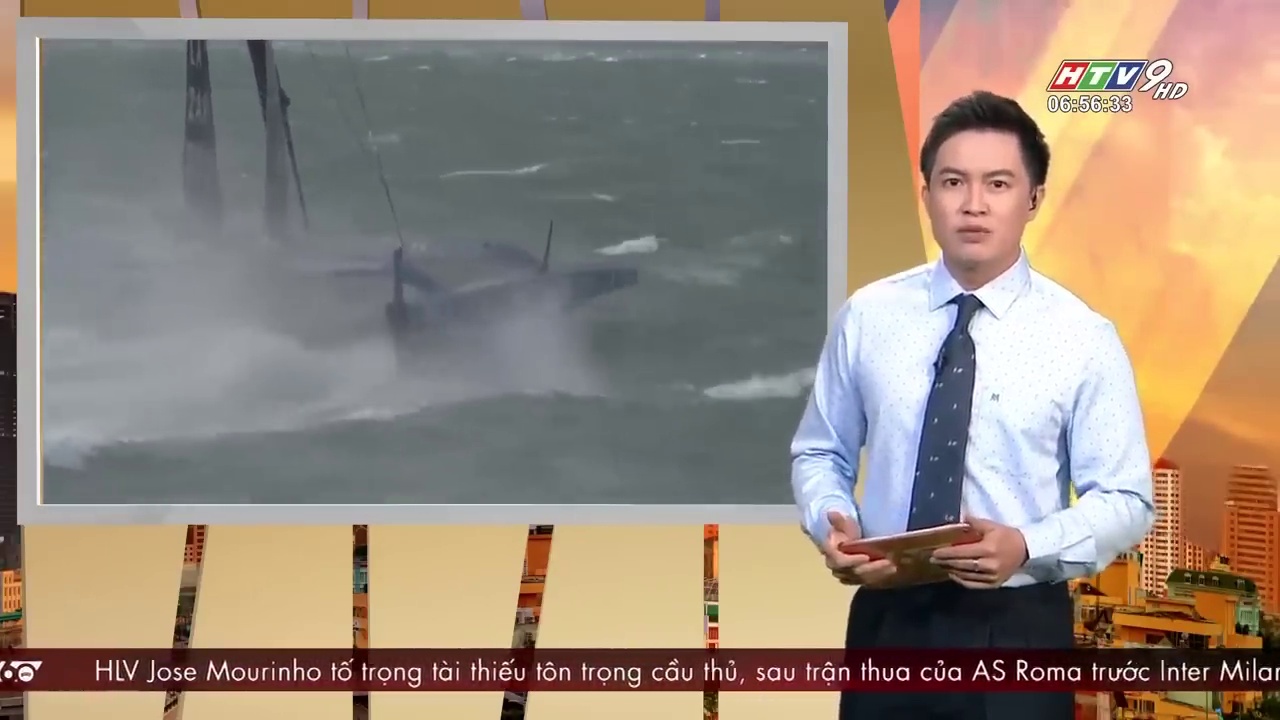 HTV9 HD
06:56:33
60
HLV Jose Mourinho tố trọng tài thiếu tôn trọng cầu thủ, sau trận thua của AS Roma trước Inter Milan